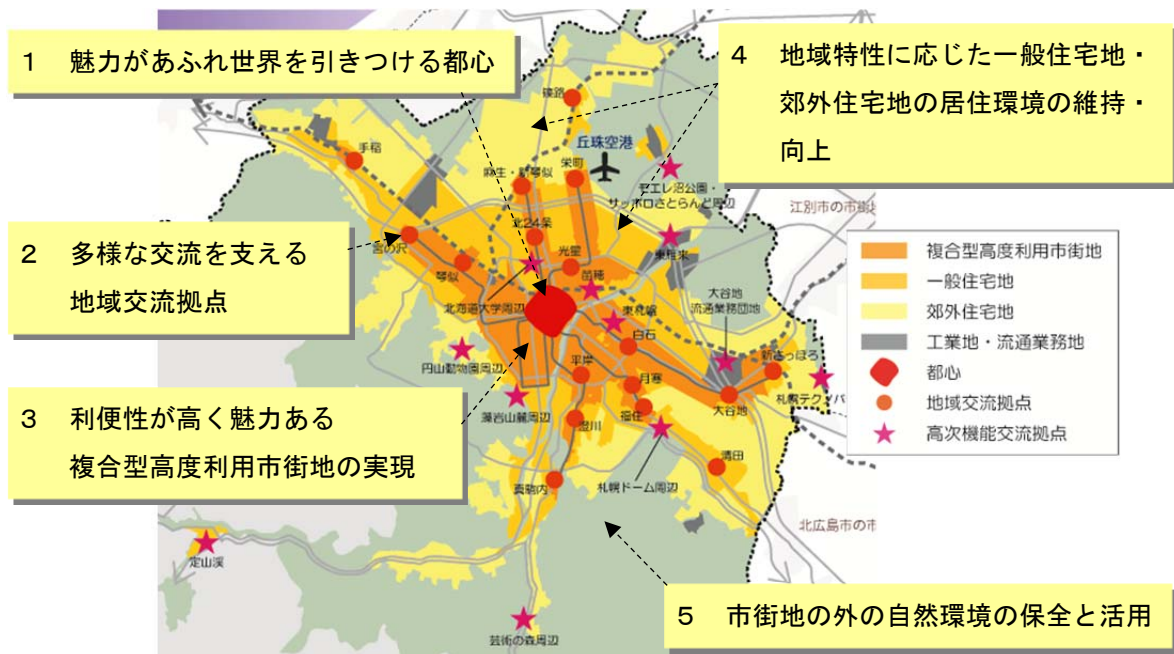 1　魅力があふれ世界を引きつける都心
4　地域特性に応じた一般住宅地・
郊外住宅地の居住環境の維持・
向上
2　多様な交流を支える
地域交流拠点
3　利便性が高く魅力ある
複合型高度利用市街地の実現
5　市街地の外の自然環境の保全と活用
篠路
丘珠空港
手稲
麻生・新琴似
栄町
モエレ沼公園・
サッポロさとらんど周辺
江別市の市街地
北24条
宮の沢
光星
東雁来
琴似
苗穂
北海道大学周辺
大谷地
流通業務団地
東札幌
白石
新さっぽろ
平岸
円山動物園周辺
月寒
札幌テクノパ
藻岩山麓周辺
福住
大谷地
澄川
清田
真駒内
札幌ドーム周辺
北広島市の市
定山渓
芸術の森周辺
複合型高度利用市街地
一般住宅地
郊外住宅地
工業地・流通業務地
都心
地域交流拠点
高次機能交流拠点